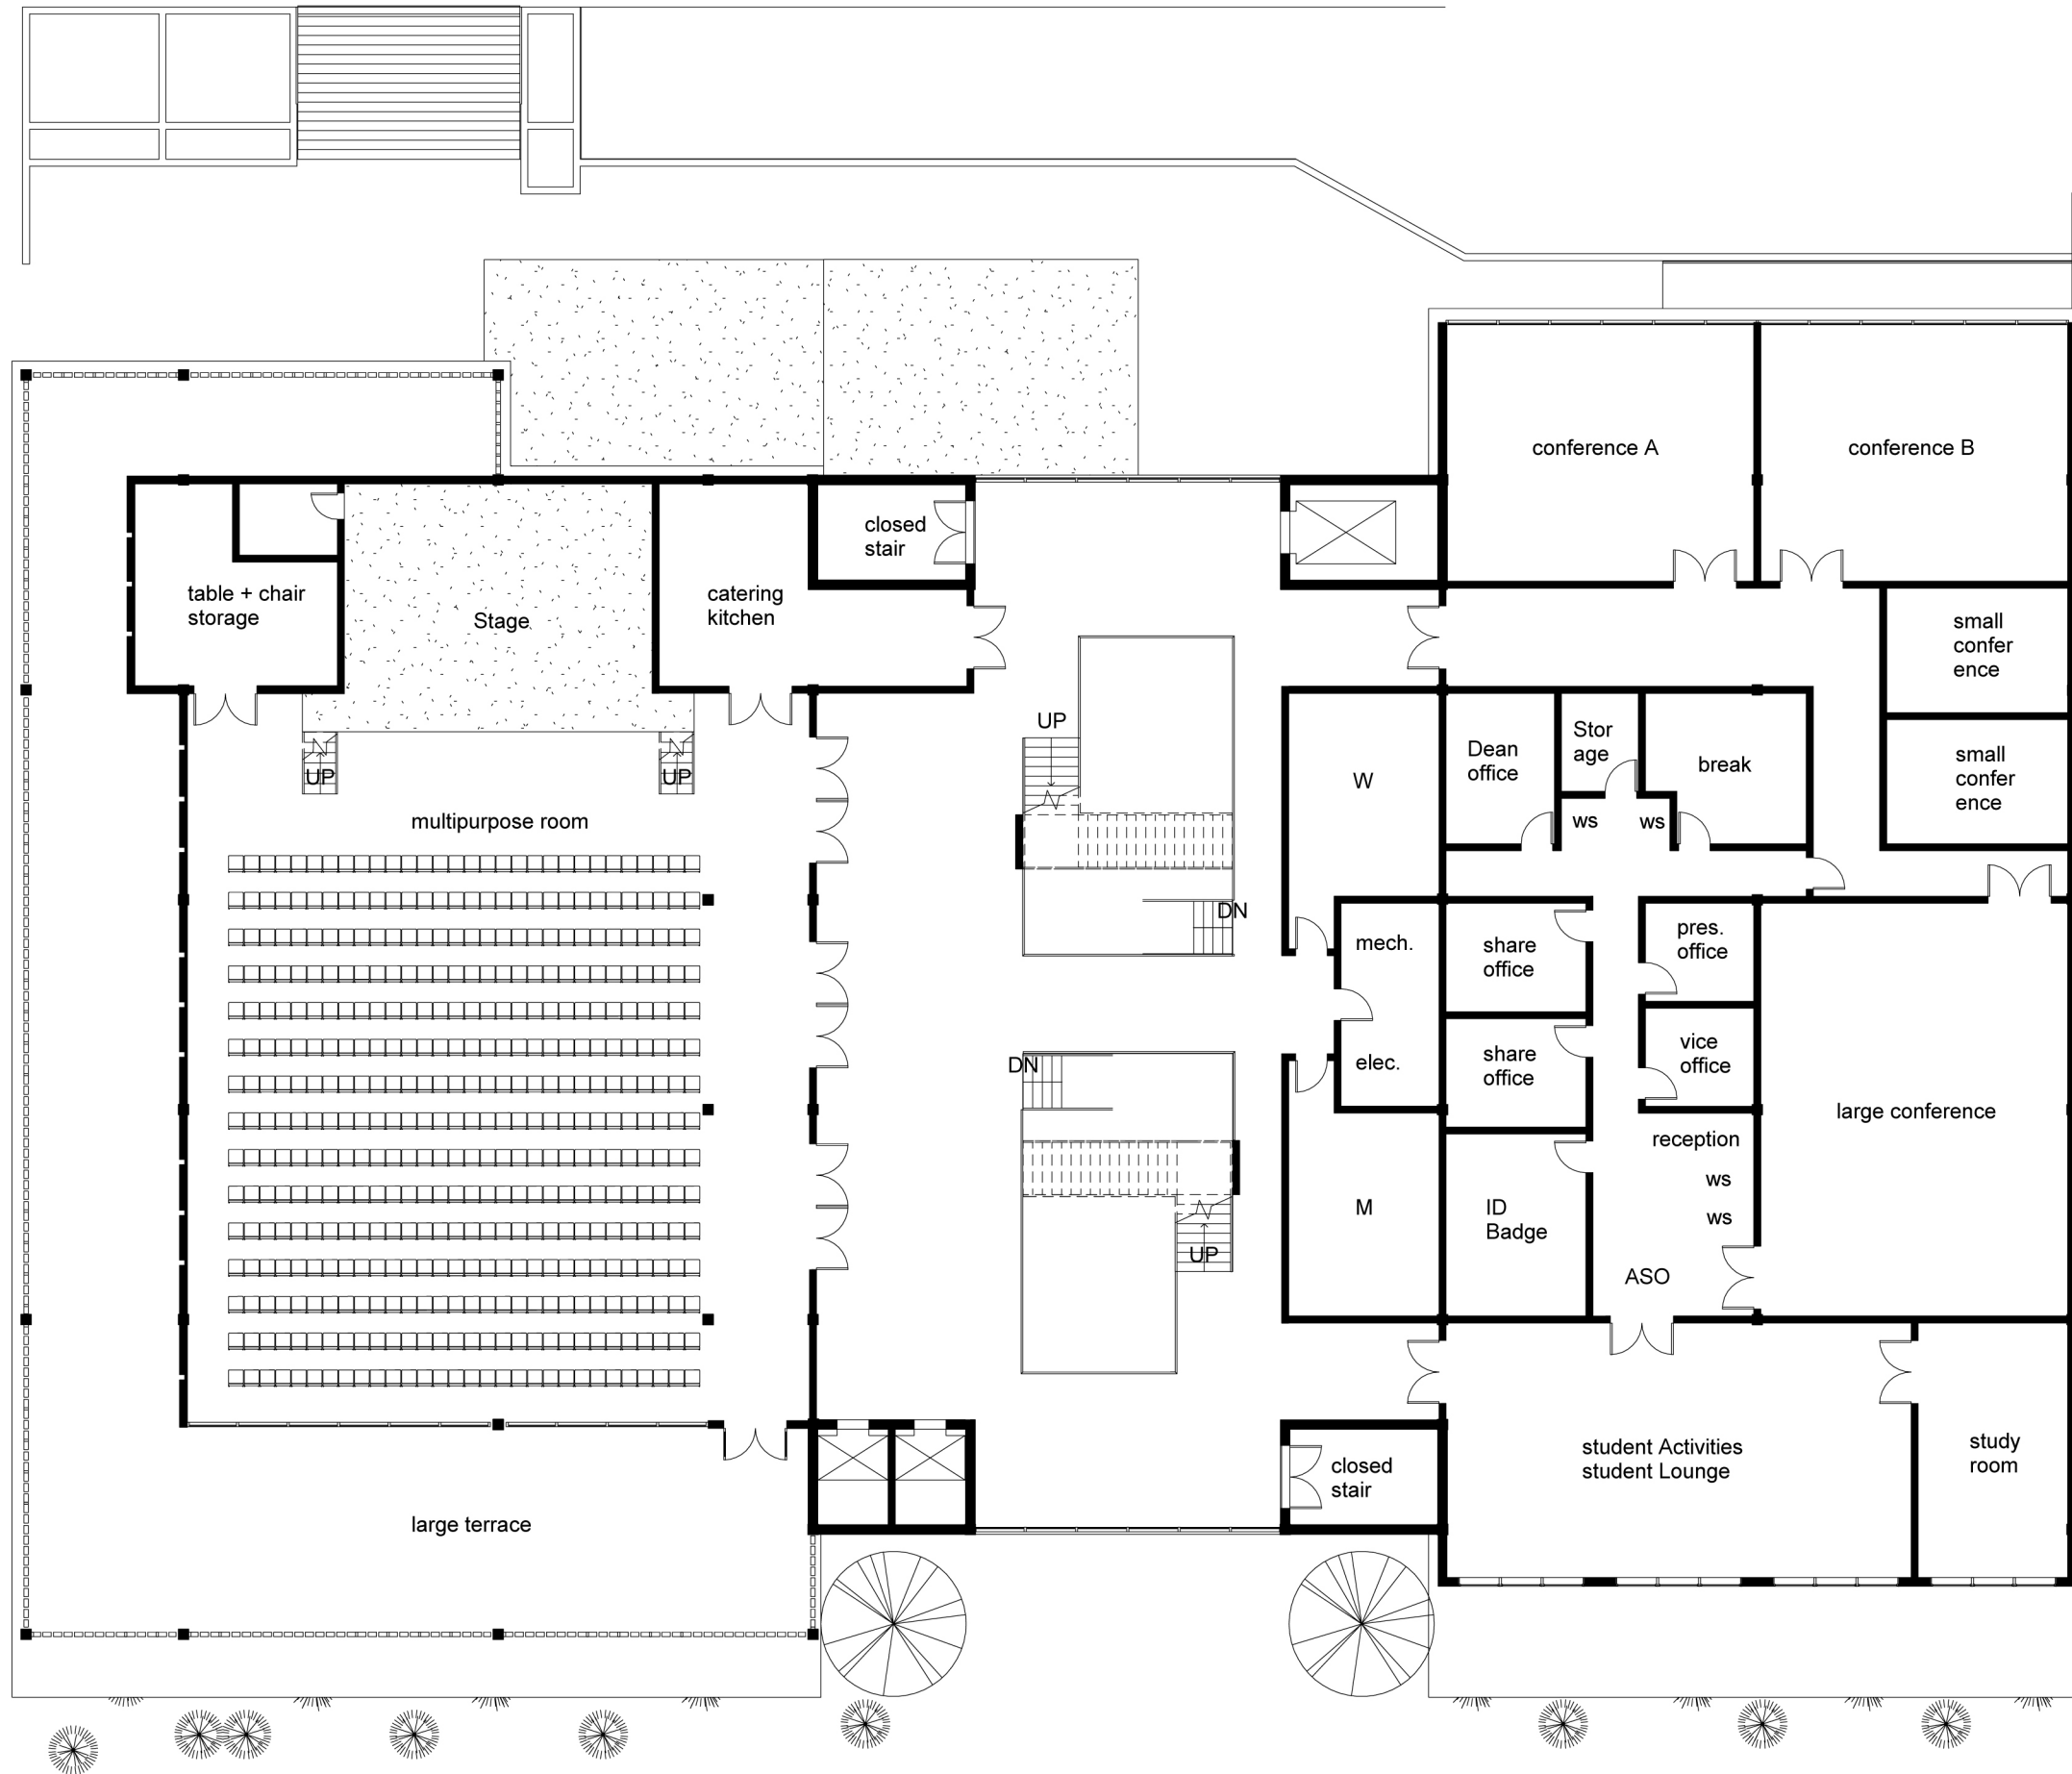 conference A
conference B
closed
stair
table + chair
storage
Stage
catering
kitchen
small
confer
ence
UP
Dean
office
Stor
age
break
small
confer
ence
UP
UP
W
multipurpose room
ws
ws
DN
mech.
share
office
pres.
office
DN
elec.
share
office
vice
office
large conference
reception
ws
ws
M
ID
Badge
UP
ASO
closed
stair
student Activities
student Lounge
study
room
large terrace